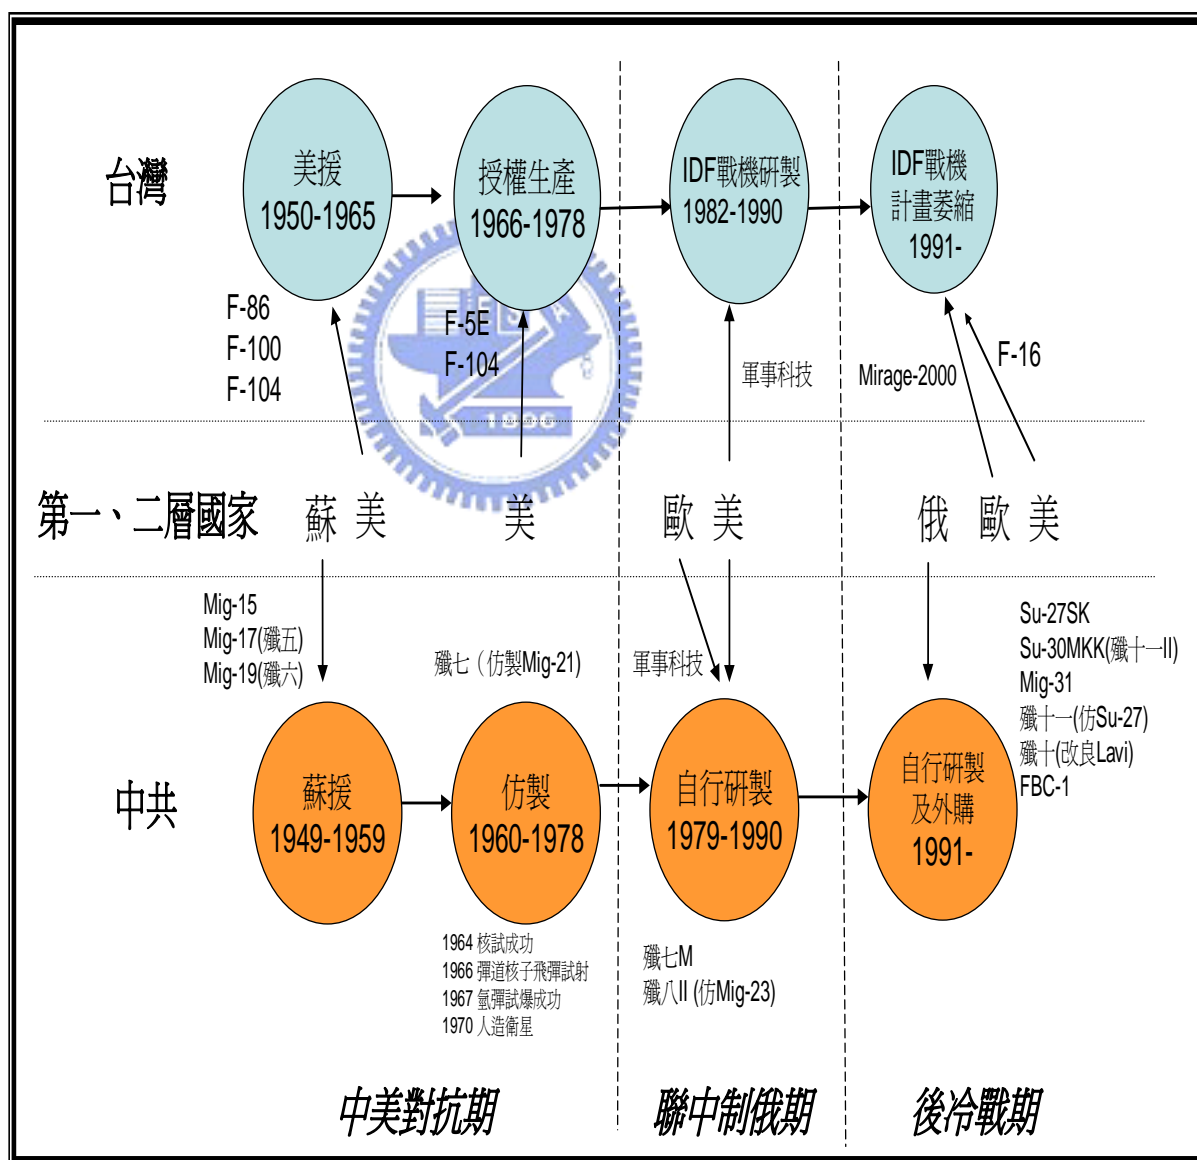 台灣
美援
1950-1965
授權生產
1966-1978
IDF戰機研製
1982-1990
IDF戰機
計畫萎縮
1991-
F-86
F-100
F-104
F-5E
F-104
軍事科技
Mirage-2000
F-16
1896
第一、二層國家
蘇 美
美
歐 美
俄 歐 美
Mig-15
Mig-17(殲五)
Mig-19(殲六)
殲七（仿製Mig-21)
軍事科技
Su-27SK
Su-30MKK(殲十一II)
Mig-31
殲十一(仿Su-27)
殲十(改良Lavi)
FBC-1
中共
蘇援
1949-1959
仿製
1960-1978
自行研製
1979-1990
自行研製
及外購
1991-
1964 核試成功
1966 彈道核子飛彈試射
1967 氫彈試爆成功
1970 人造衛星
殲七M
殲八II (仿Mig-23)
中美對抗期
聯中制俄期
後冷戰期